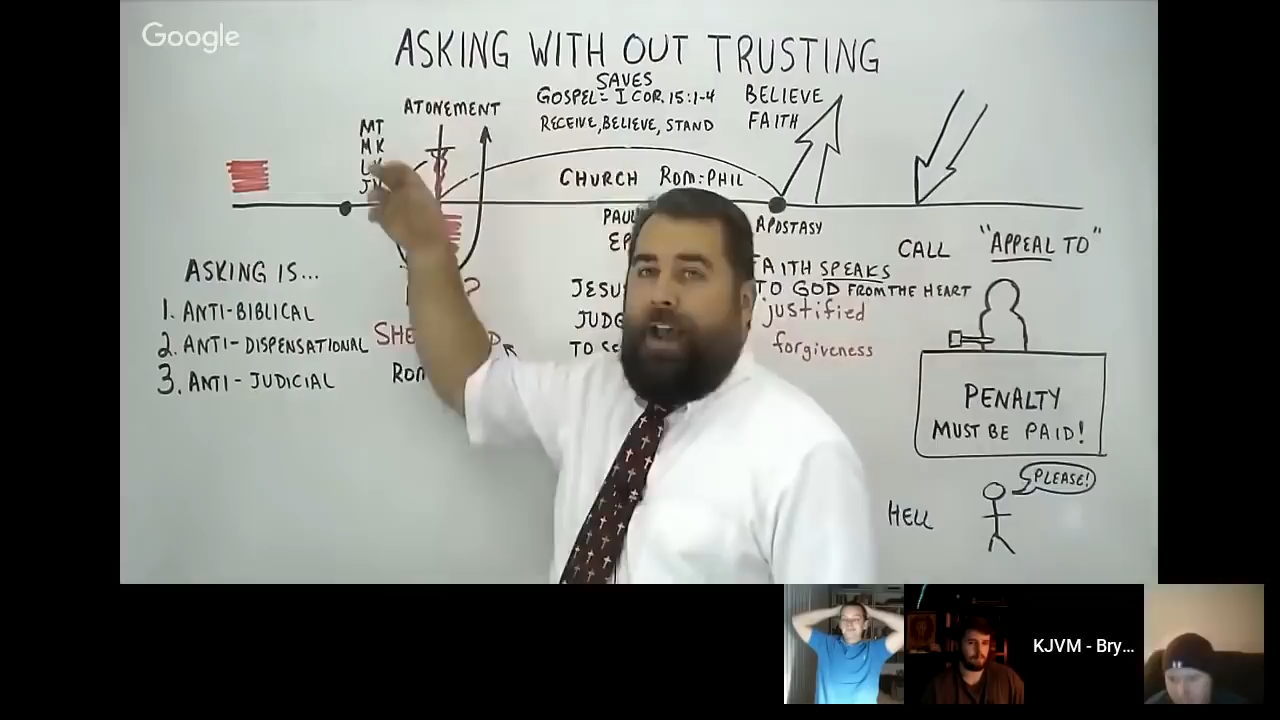 Google
ASKING WITH OUT TRUSTING
SAVES
GOSPEL = I COR. 15:1-4
RECEIVE, BELIEVE, STAND
BELIEVE
FAITH
ATONEMENT
MT
MK
CHURCH ROM:PHIL
PAUL
APOSTASY
CALL "APPEAL TO"
ASKING IS...
1. ANTI-BIBLICAL
2. ANTI-DISPENSATIONAL
3. ANTI-JUDICIAL
FAITH SPEAKS
TO GOD FROM THE HEART
justified
forgiveness
PENALTY
MUST BE PAID!
PLEASE!
HELL
KJVM - Bry...